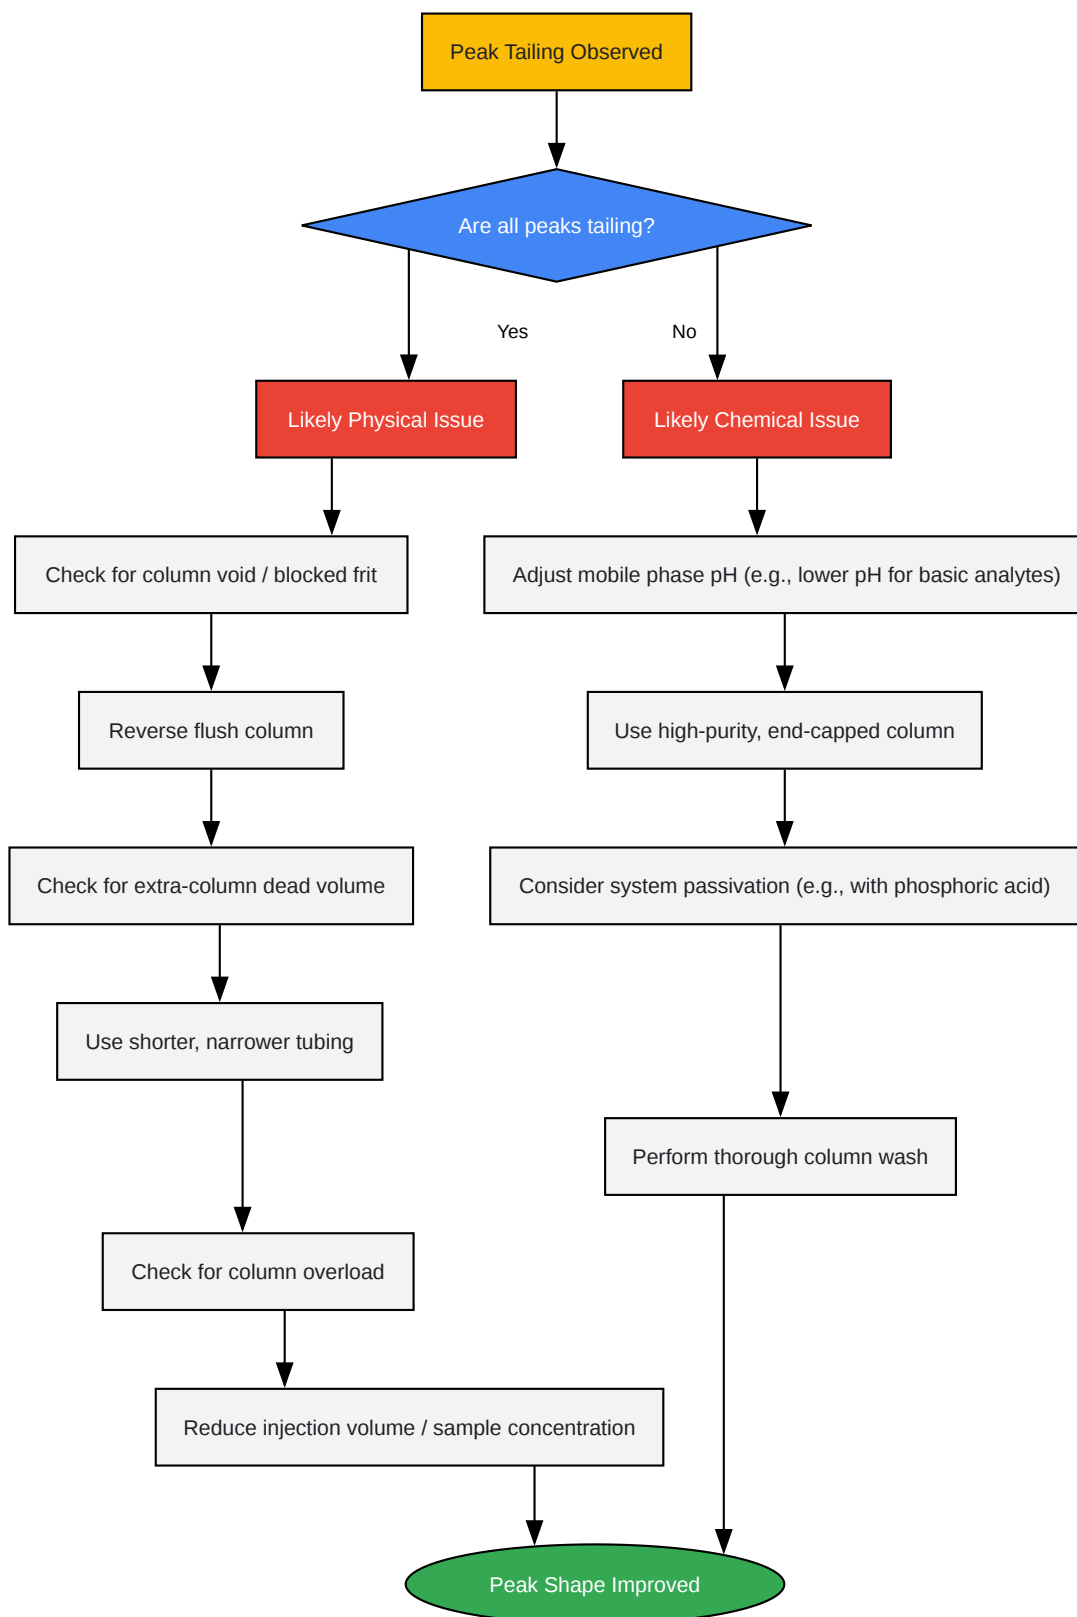 Peak Tailing Observed
Are all peaks tailing?
Yes
No
Likely Physical Issue
Likely Chemical Issue
Check for column void / blocked frit
Adjust mobile phase pH (e.g., lower pH for basic analytes)
Reverse flush column
Use high-purity, end-capped column
Check for extra-column dead volume
Consider system passivation (e.g., with phosphoric acid)
Use shorter, narrower tubing
Perform thorough column wash
Check for column overload
Reduce injection volume / sample concentration
Peak Shape Improved